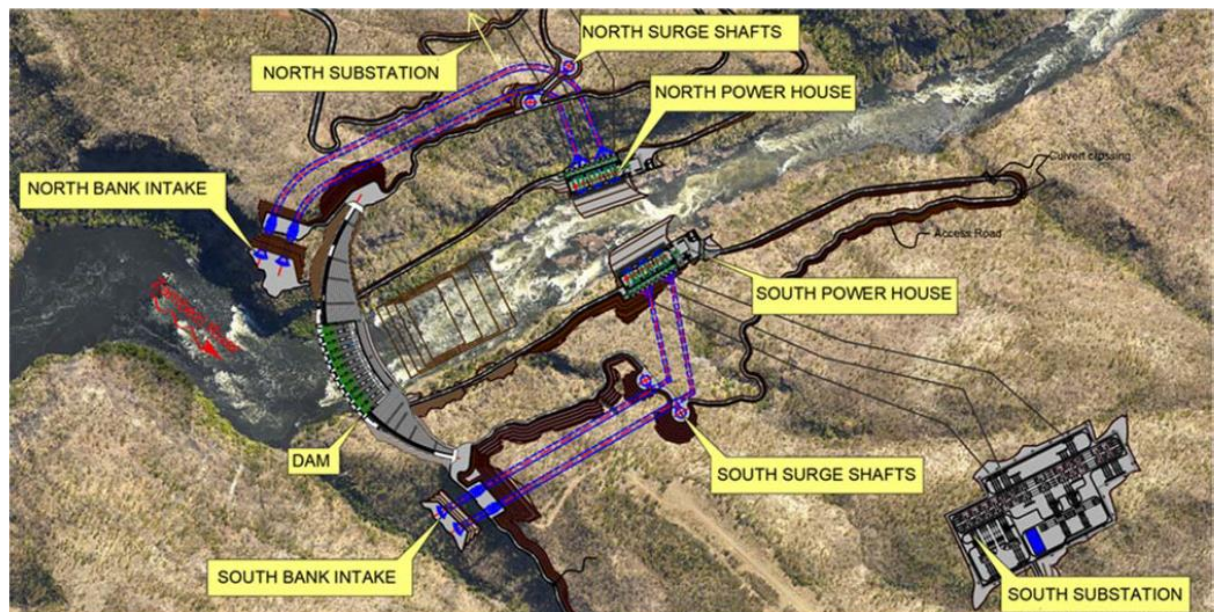 NORTH SURGE SHAFTS
NORTH SUBSTATION
NORTH POWER HOUSE
Culvert crossing
NORTH BANK INTAKE
Access Road
SOUTH POWER HOUSE
DAM
SOUTH SURGE SHAFTS
SOUTH BANK INTAKE
SOUTH SUBSTATION